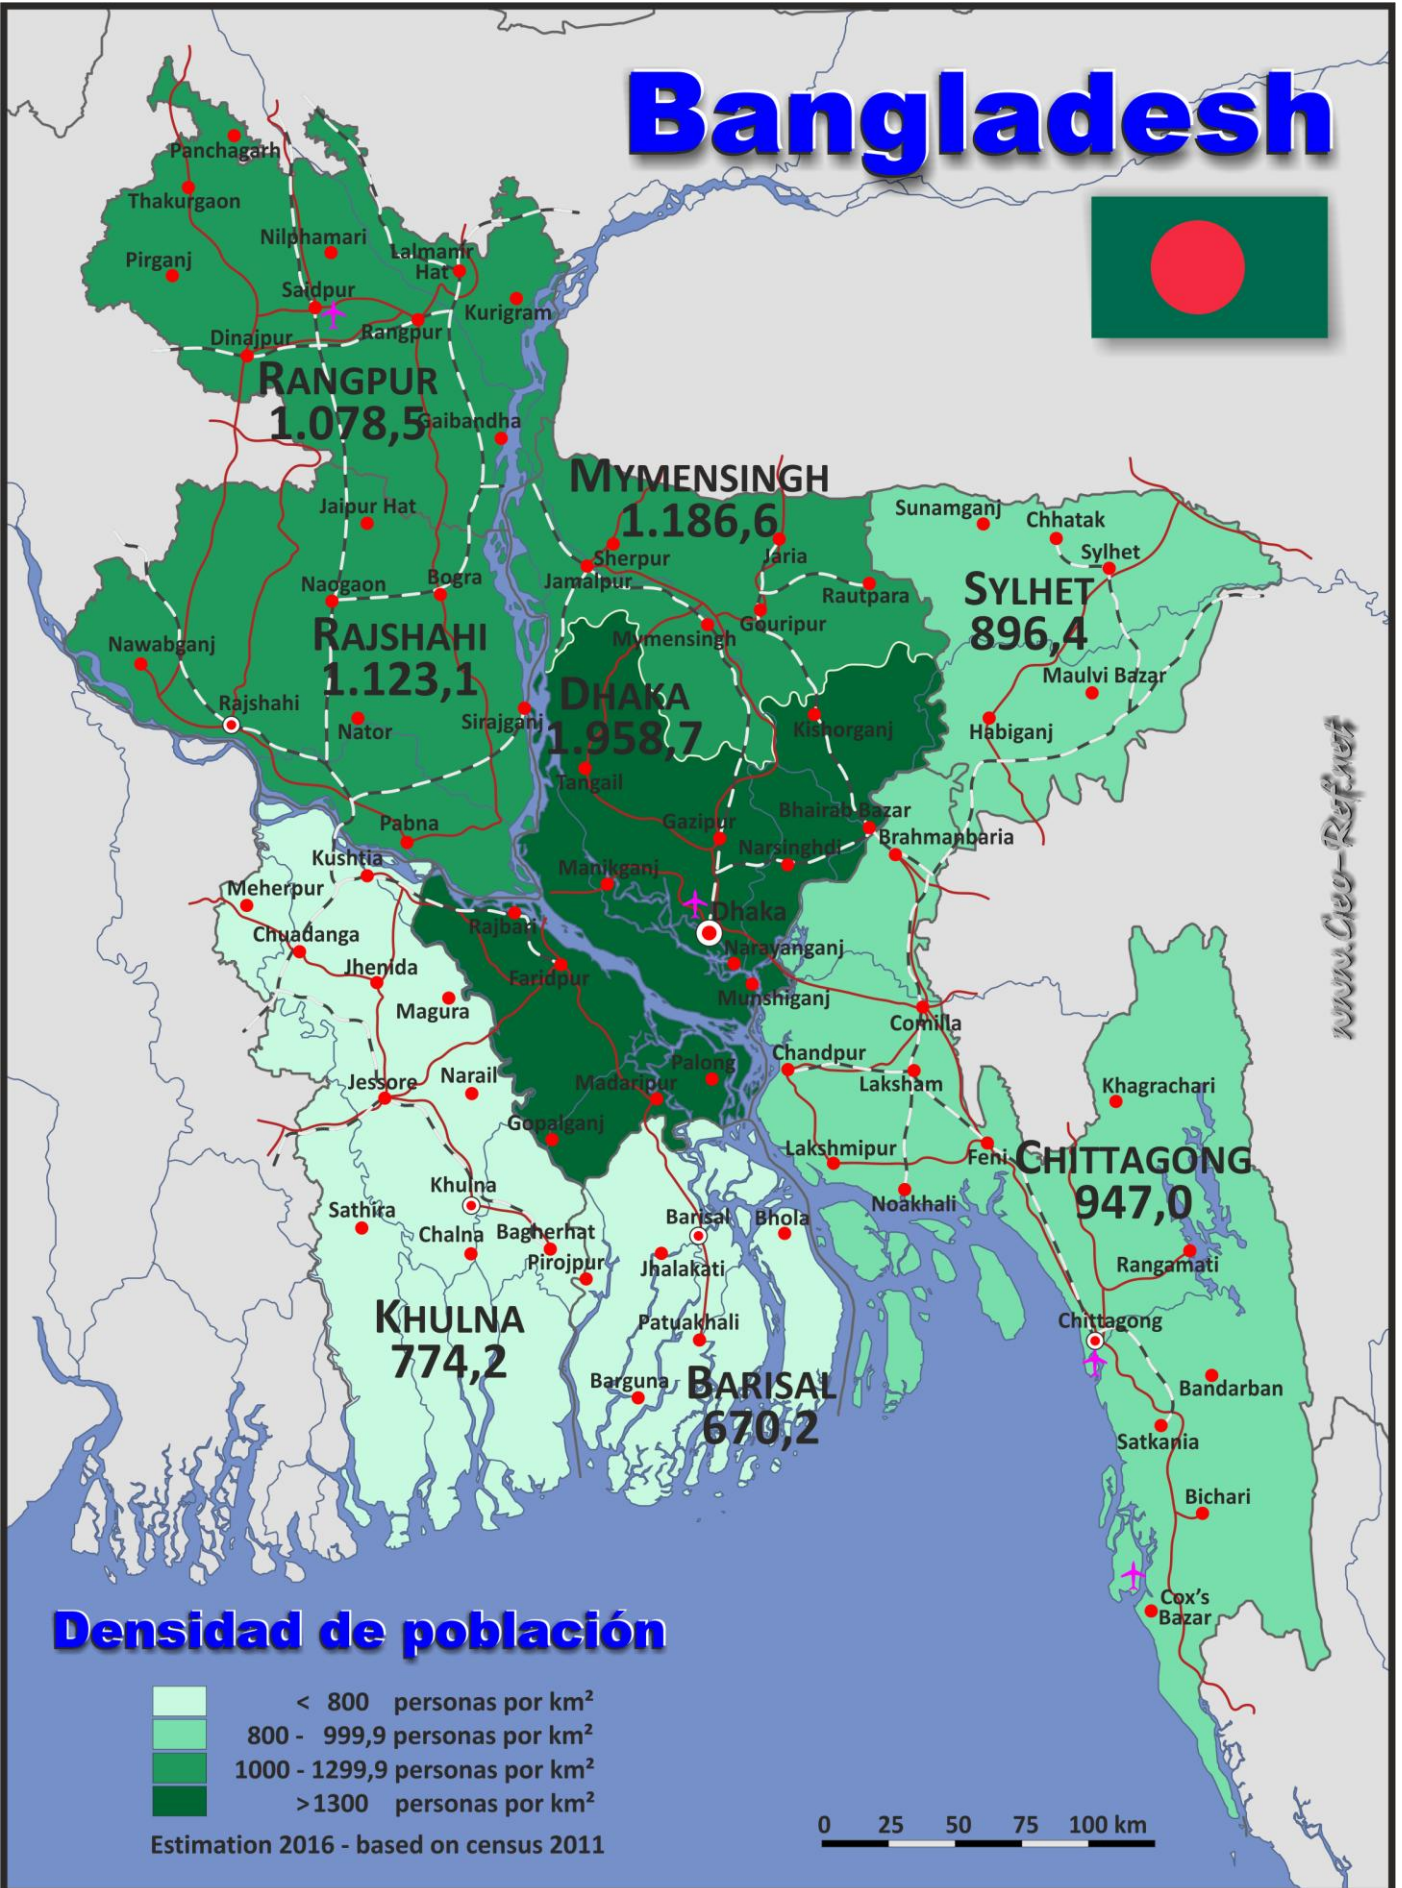 Bangladesh
Panchagarh
Thakurgaon
Nilphamari
Lalmanir
Hat
Pirganj
Saidpur
Kurigram
Rangpur
Dinajpur
RANGPUR
1.078,5
Gaibandha
MYMENSINGH
1.186,6
Jaipur Hat
Sunamganj
Chhatak
Sylhet
Jaria
Sherpur
Jamalpur
Naogaon
Bogra
Rautpara
SYLHET
896,4
Gouripur
Mymensingh
RAJSHAHI
1.123,1
Nawabganj
Maulvi Bazar
DHAKA
1.958,7
Rajshahi
Nator
Sirajganj
Kishorganj
Habiganj
Tangail
Bhairab Bazar
Pabna
Gazipur
Brahmanbaria
Narsinghdi
Kushtia
Manikganj
Meherpur
Dhaka
Rajbari
Chuadanga
Narayanganj
Jhenida
Faridpur
Munshiganj
Magura
Comilla
Chandpur
Palong
Narail
Jessore
Madaripur
Laksham
Khagrachari
Gopalganj
Lakshmipur
Feni
CHITTAGONG
947,0
Khulna
Noakhali
Sathira
Barisal
Bhola
Chalna
Bagherhat
Pirojpur
Jhalakati
Rangamati
KHULNA
774,2
Patuakhali
Chittagong
Barguna
BARISAL
670,2
Bandarban
Satkania
Bichari
Cox's
Bazar
www.Geo-Ref.net
Densidad de población
< 800 personas por km²
800 - 999,9 personas por km²
1000 - 1299,9 personas por km²
>1300 personas por km²
Estimation 2016 - based on census 2011
0 25 50 75 100 km